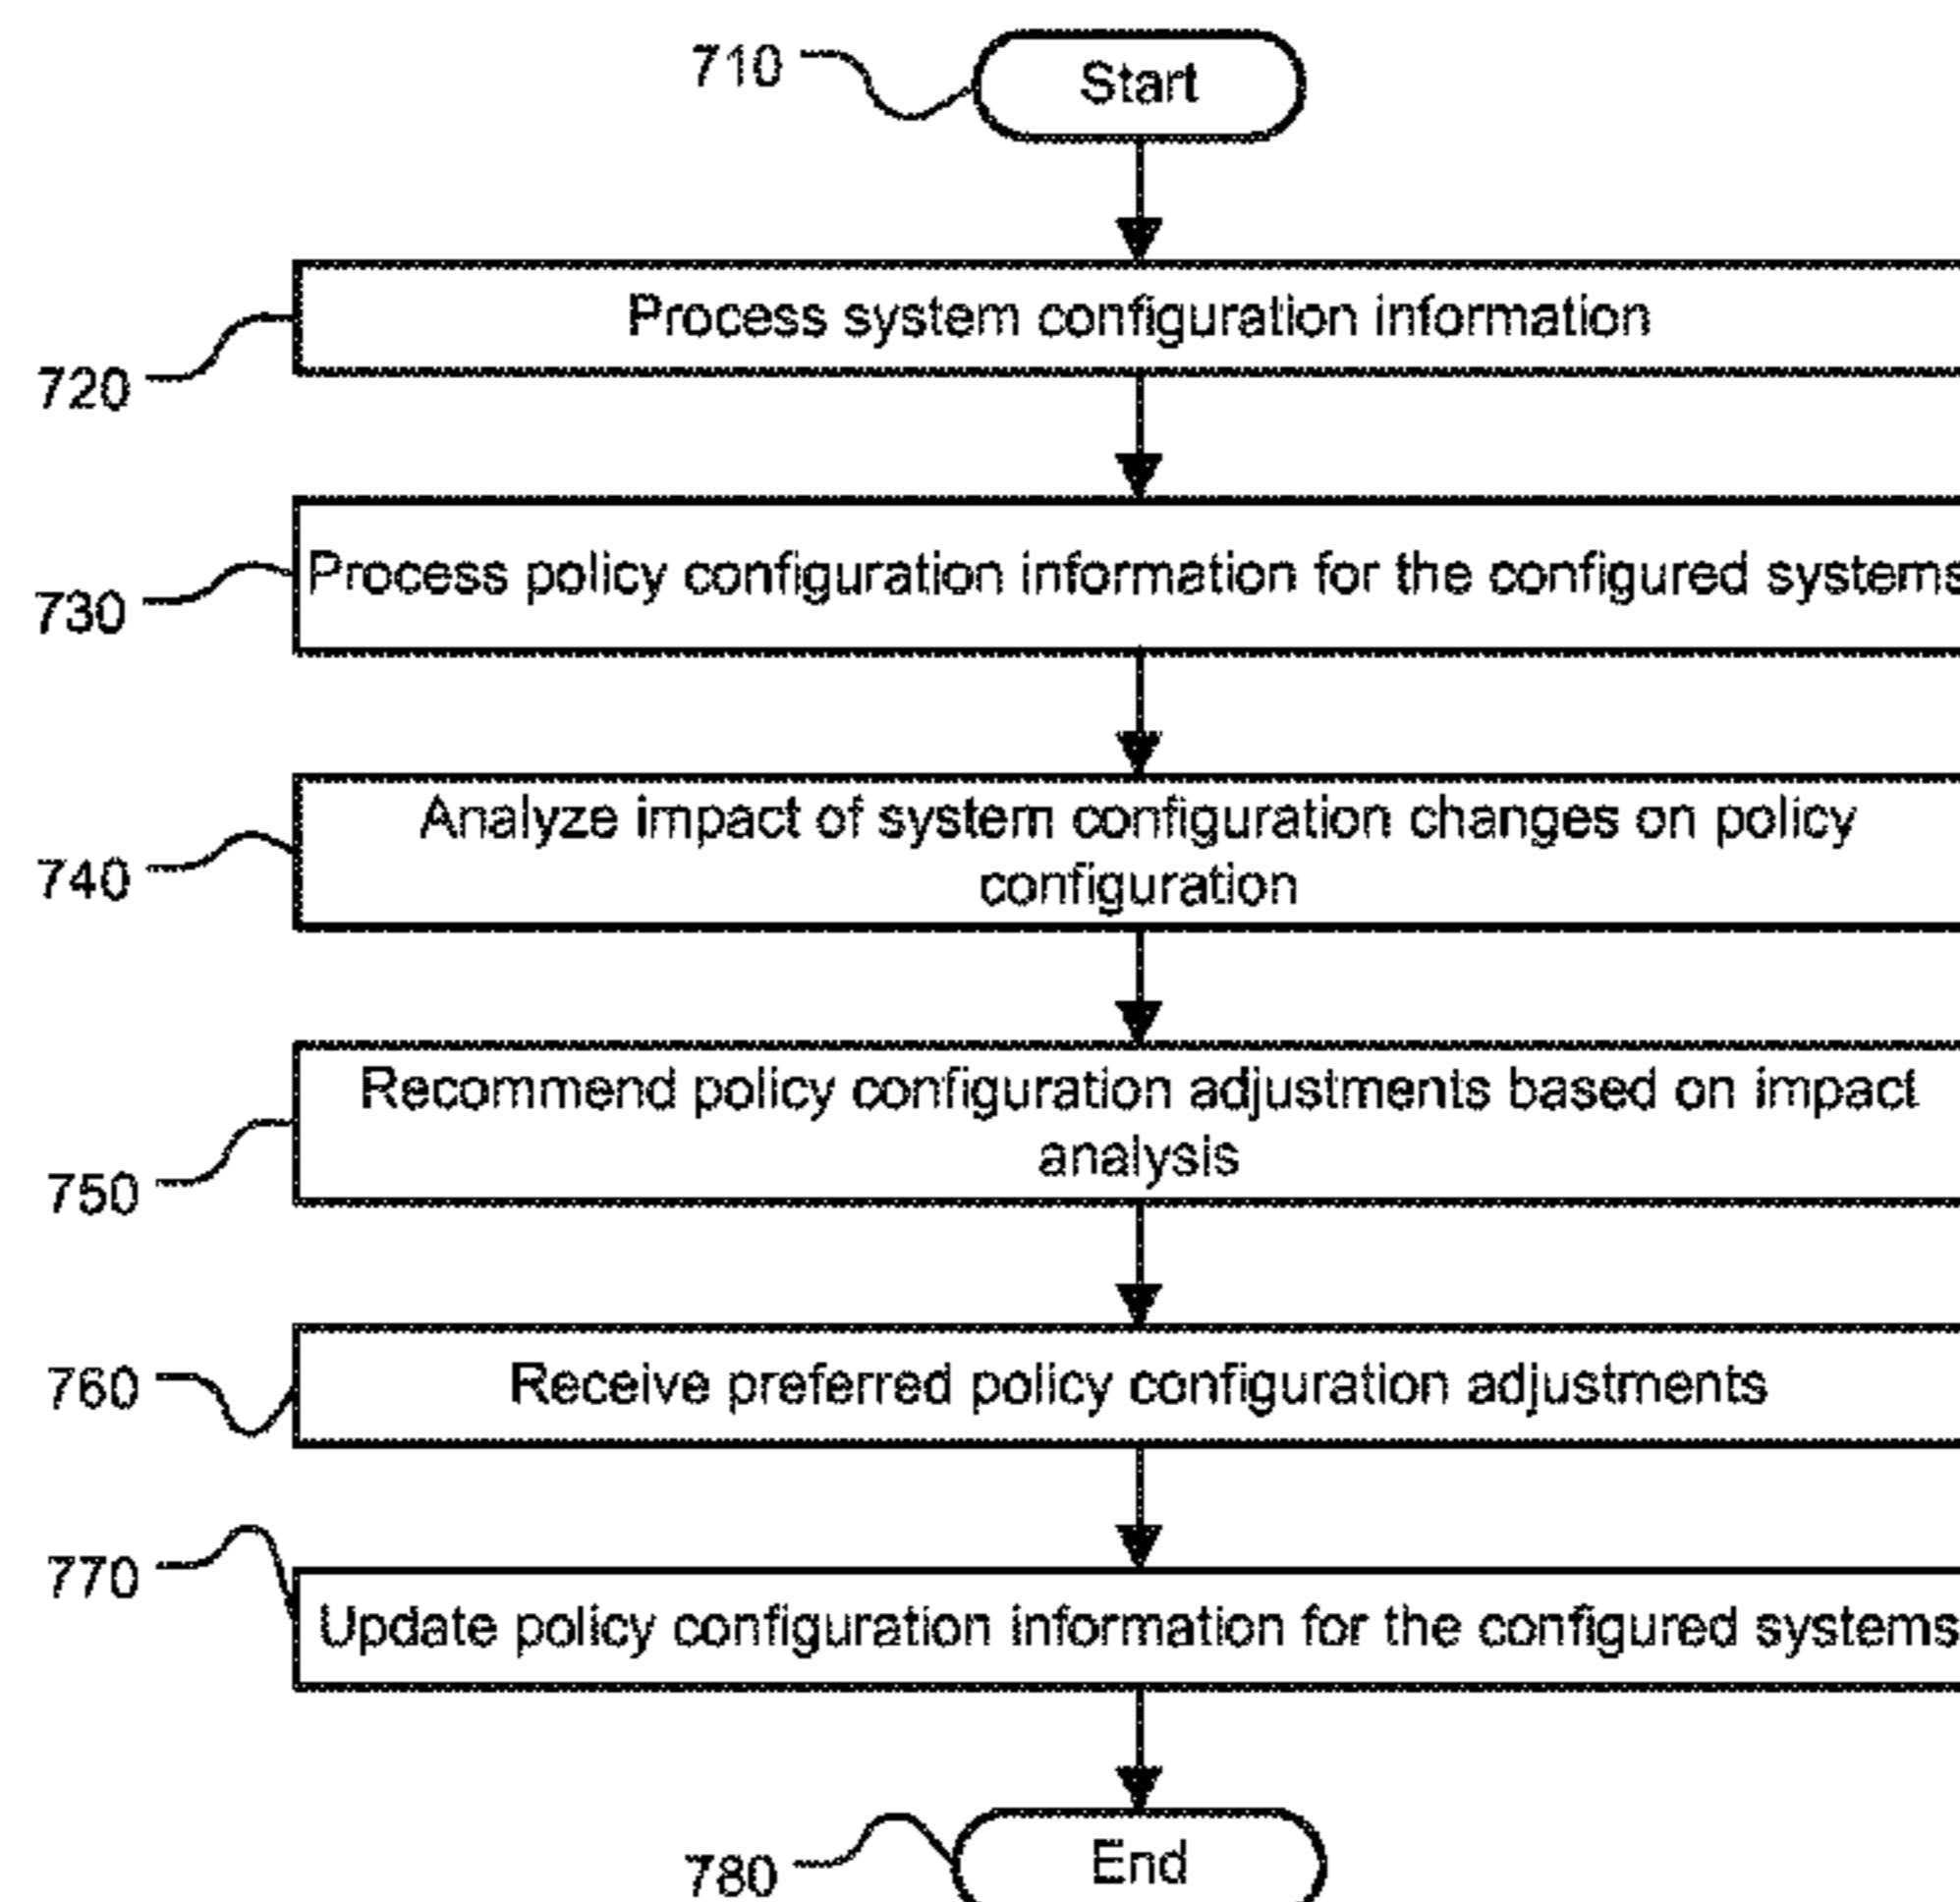 710
Start
Process system configuration information
720
Process policy configuration information for the configured systems
730
Analyze impact of system configuration changes on policy
configuration
740
Recommend policy configuration adjustments based on impact
analysis
750
Receive preferred policy configuration adjustments
760
770
Update policy configuration information for the configured systems
End
780